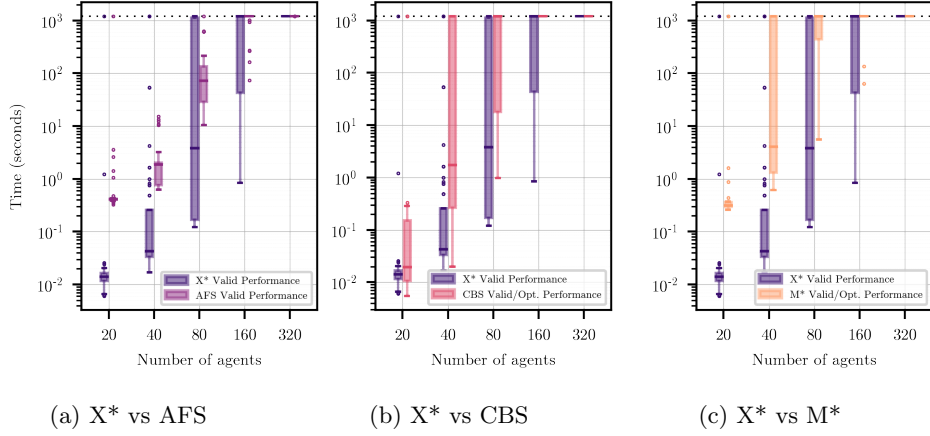 Time (seconds)
10^3
10^2
10^1
10^0
10^-1
10^-2
20 40 80 160 320
Number of agents
X* Valid Performance
AFS Valid Performance
(a) X* vs AFS
10^3
10^2
10^1
10^0
10^-1
10^-2
20 40 80 160 320
Number of agents
X* Valid Performance
CBS Valid/Opt. Performance
(b) X* vs CBS
10^3
10^2
10^1
10^0
10^-1
10^-2
20 40 80 160 320
Number of agents
X* Valid Performance
M* Valid/Opt. Performance
(c) X* vs M*